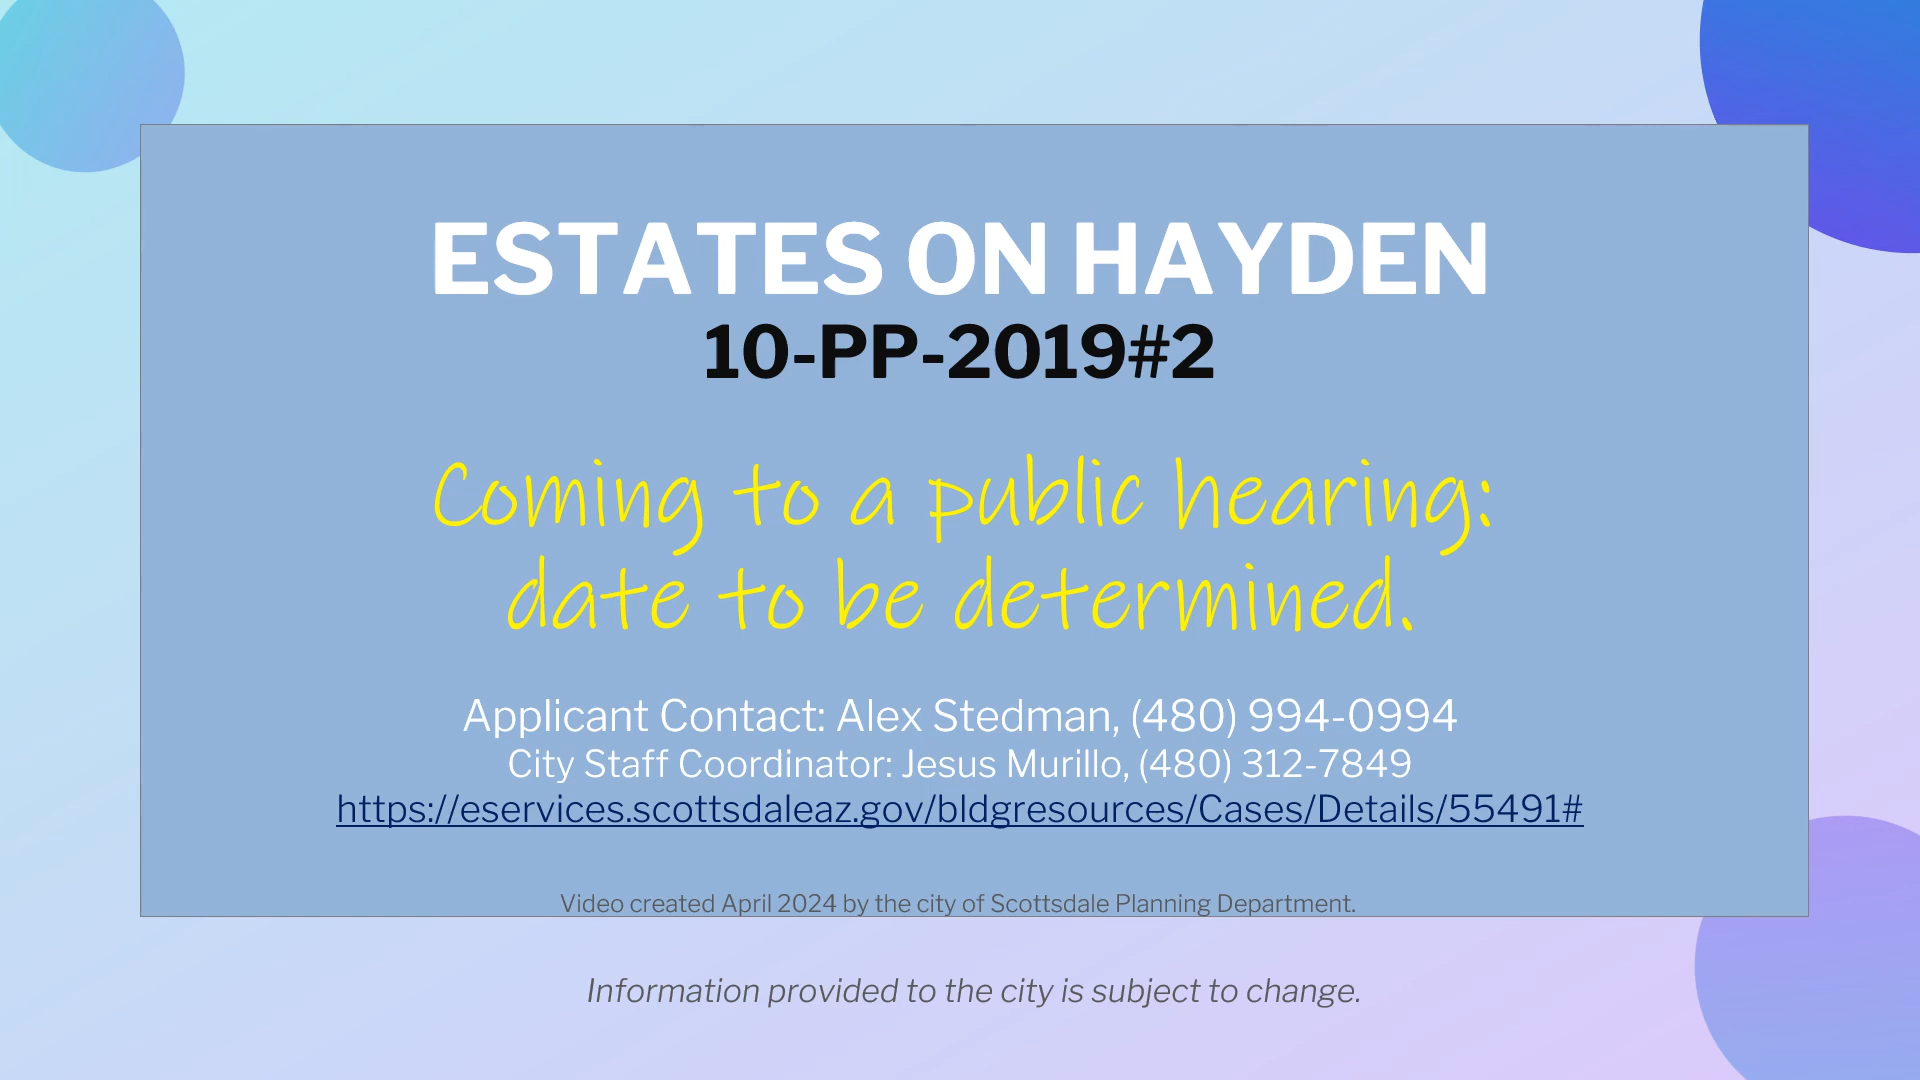 ESTATES ON HAYDEN
10-PP-2019#2
Coming to a public hearing:
date to be determined.
Applicant Contact: Alex Stedman, (480) 994-0994
City Staff Coordinator: Jesus Murillo, (480) 312-7849
https://eservices.scottsdaleaz.gov/bldgresources/Cases/Details/55491#
Video created April 2024 by the city of Scottsdale Planning Department.
Information provided to the city is subject to change.